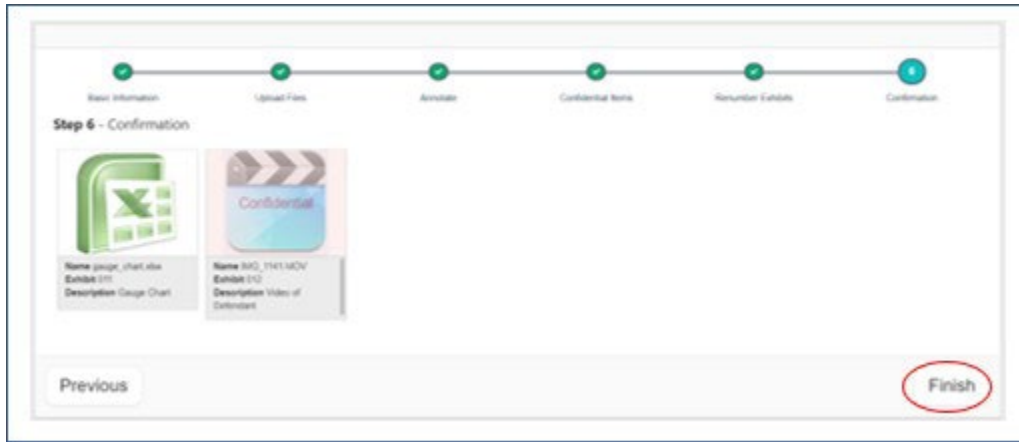 Basic Information
Upload Files
Annotate
Confidential Items
Renumber Exhibits
6
Confirmation
Step 6 - Confirmation
Confidential
Name gauge_chart.xlsx
Exhibit 011
Description Gauge Chart
Name IMG_1141.MOV
Exhibit 012
Description Video of
Defendant
Previous
Finish